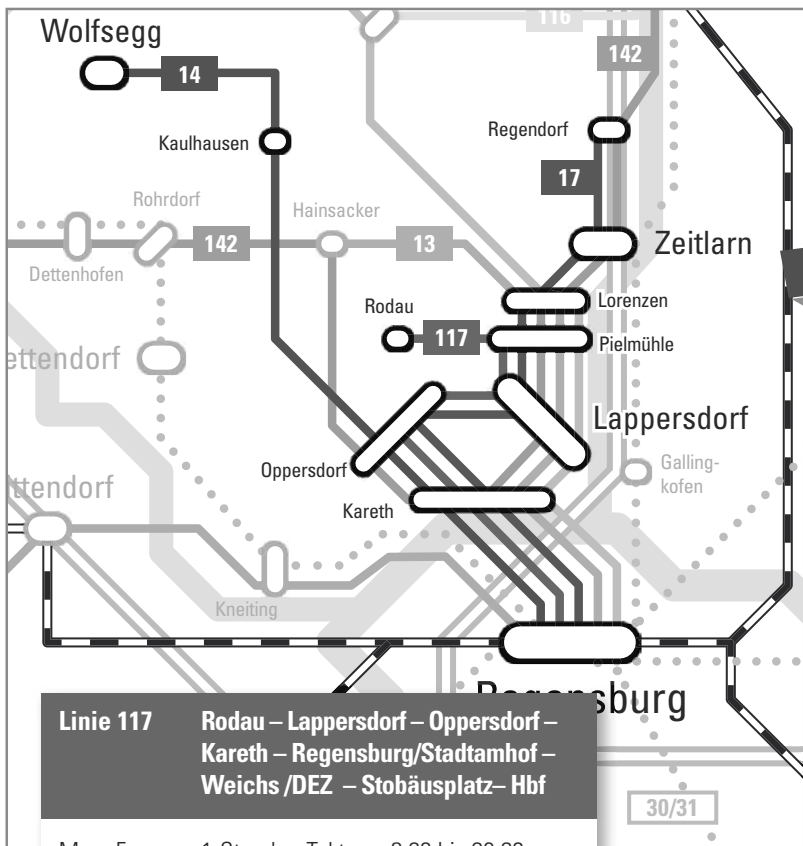 116
Wolfsegg
142
14
Regendorf
Kaulhausen
17
Rohrdorf
Hainsacker
142
13
Zeitlarn
Dettenhofen
Lorenzen
Rodau
117
Pielmühle
ettendorf
Lappersdorf
Oppersdorf
Galling-
kofen
ttendorf
Kareth
Kneiting
Regensburg
Linie 117 Rodau – Lappersdorf – Oppersdorf –
Kareth – Regensburg/Stadtamhof –
Weichs /DEZ – Stobäusplatz– Hbf
30/31